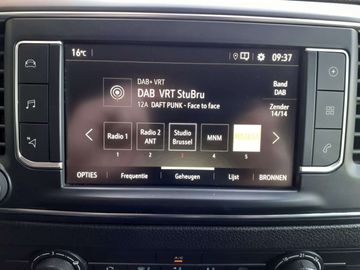 16°C
09:37
DAB+ VRT
DAB VRT StuBru
12A DAFT PUNK - Face to face
Band
DAB
Zender
14/14
Radio 1
Radio 2
ANT
Studio
Brussel
MNM
1 2 3 4 5
OPTIES
Frequentie
Geheugen
Lijst
BRONNEN
A/C